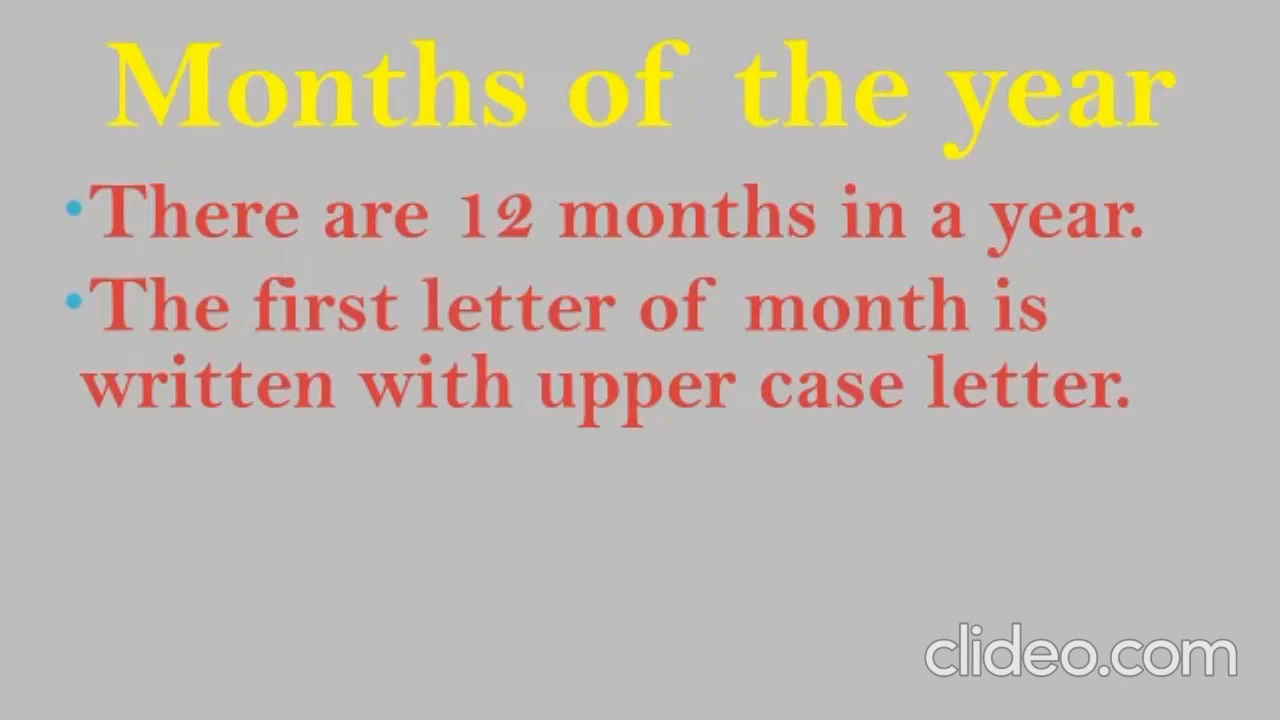 Months of the year
•There are 12 months in a year.
•The first letter of month is
written with upper case letter.
clideo.com